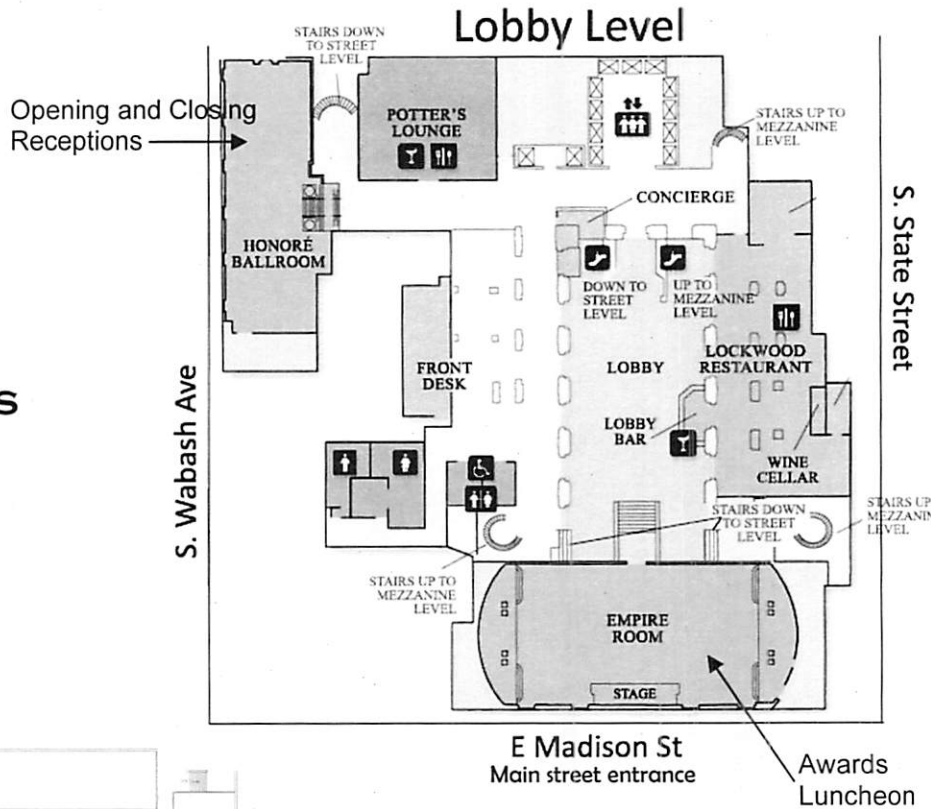 Lobby Level
STAIRS DOWN
TO STREET
LEVEL
Opening and Closing
Receptions
POTTER'S
LOUNGE
STAIRS UP TO
MEZZANINE
LEVEL
CONCIERGE
S. State Street
HONORÉ
BALLROOM
DOWN TO
STREET
LEVEL
UP TO
MEZZANINE
LEVEL
FRONT
DESK
LOBBY
LOCKWOOD
RESTAURANT
S
S. Wabash Ave
LOBBY
BAR
WINE
CELLAR
STAIRS DOWN
TO STREET
LEVEL
STAIRS UP
MEZZANINE
LEVEL
STAIRS UP TO
MEZZANINE
LEVEL
EMPIRE
ROOM
STAGE
E Madison St
Main street entrance
Awards
Luncheon